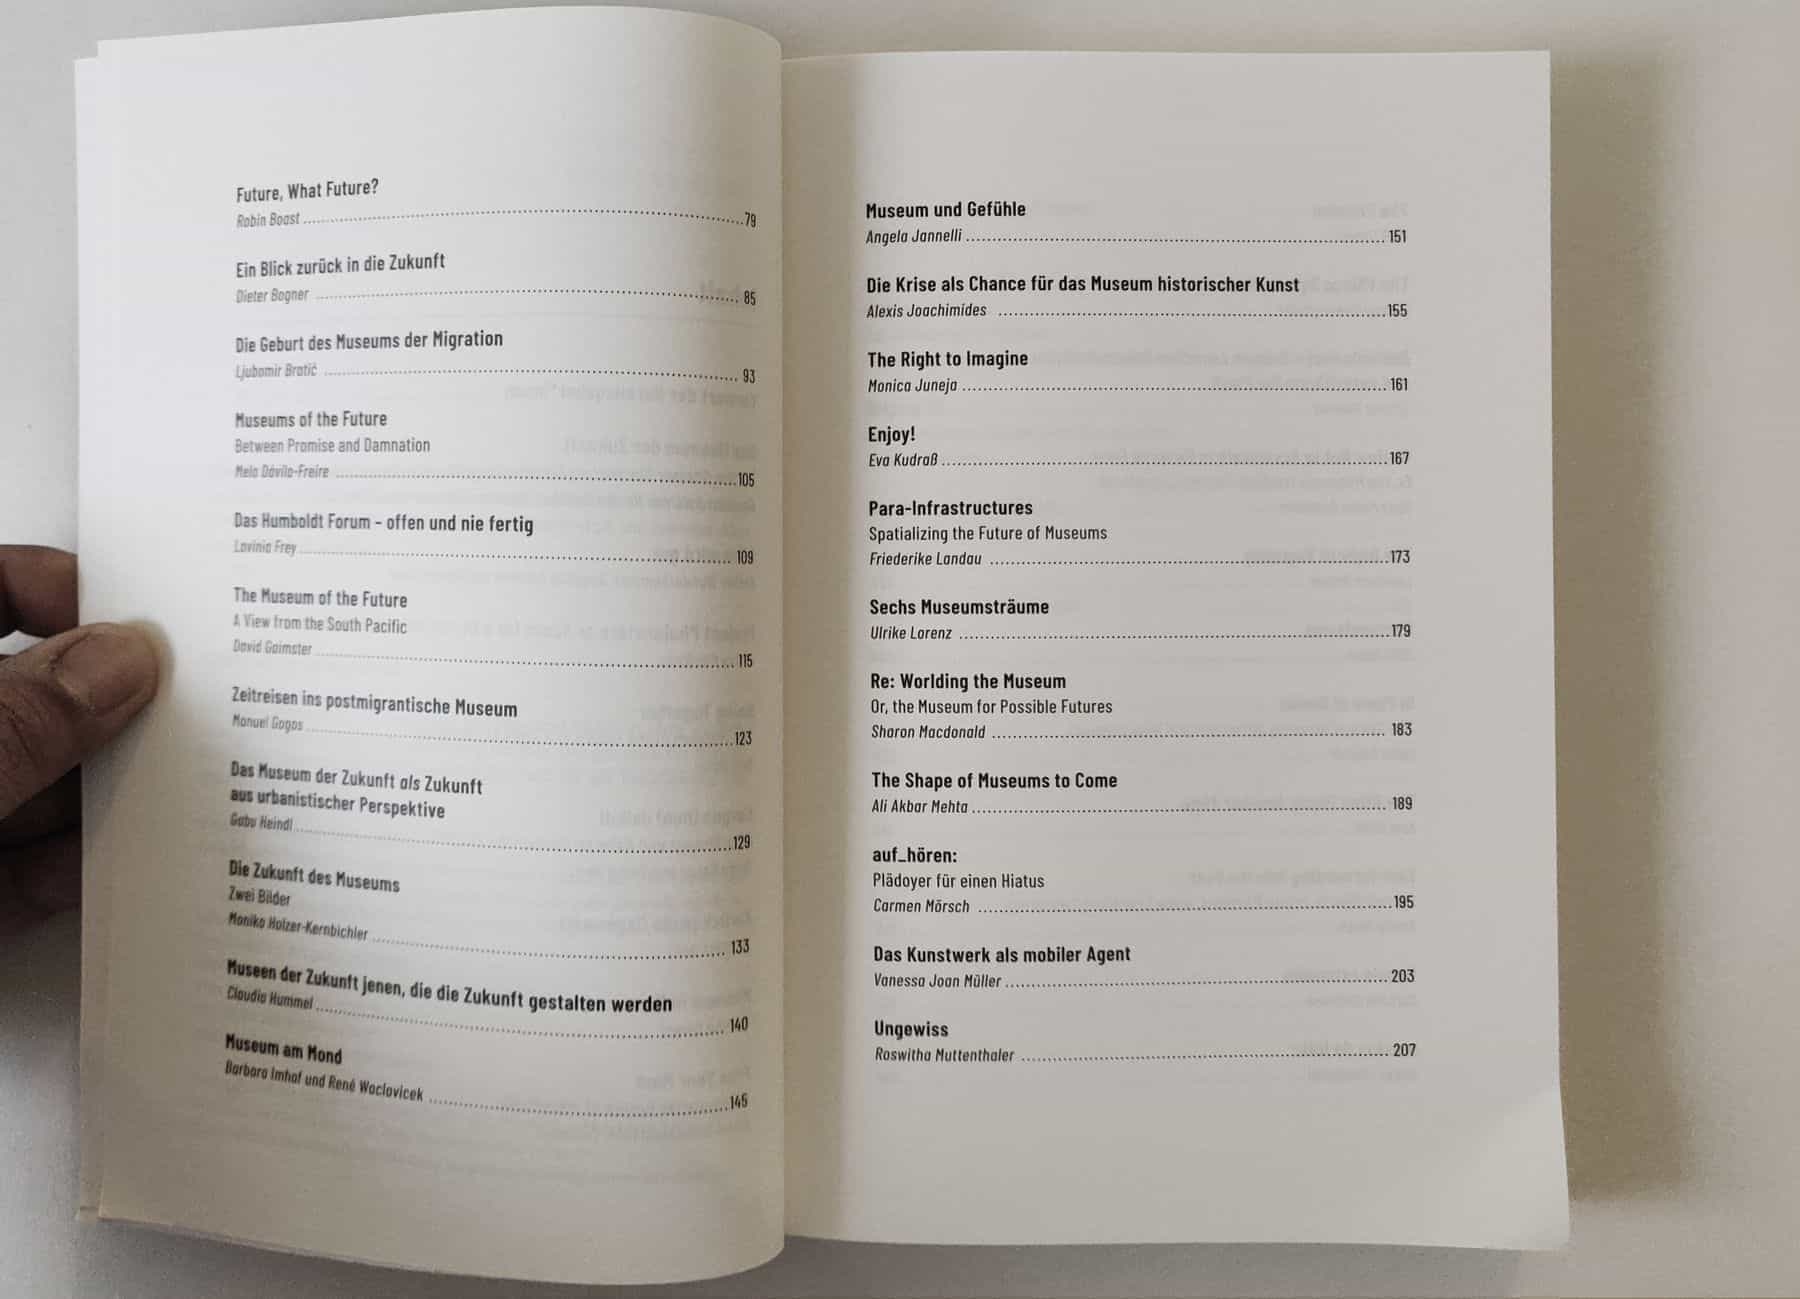 Future, What Future?
Robin Boast 79
Ein Blick zurück in die Zukunft
Dieter Bogner 85
Die Geburt des Museums der Migration
Ljubomir Bratić 93
Museums of the Future
Between Promise and Damnation
Mela Dávila-Freire 105
Das Humboldt Forum – offen und nie fertig
Lavinia Frey 109
The Museum of the Future
A View from the South Pacific
David Gaimster 115
Zeitreisen ins postmigrantische Museum
Manuel Gogos 123
Das Museum der Zukunft als Zukunft
aus urbanistischer Perspektive
Gabu Heindl 129
Die Zukunft des Museums
Zwei Bilder
Monika Holzer-Kernbichler 133
Museen der Zukunft jenen, die die Zukunft gestalten werden
Claudia Hummel 140
Museum am Mond
Barbara Imhof und René Waclavicek 145
Museum und Gefühle
Angela Jannelli 151
Die Krise als Chance für das Museum historischer Kunst
Alexis Joachimides 155
The Right to Imagine
Monica Juneja 161
Enjoy!
Eva Kudraß 167
Para-Infrastructures
Spatializing the Future of Museums
Friederike Landau 173
Sechs Museumsträume
Ulrike Lorenz 179
Re: Worlding the Museum
Or, the Museum for Possible Futures
Sharon Macdonald 183
The Shape of Museums to Come
Ali Akbar Mehta 189
auf_hören:
Plädoyer für einen Hiatus
Carmen Mörsch 195
Das Kunstwerk als mobiler Agent
Vanessa Joan Müller 203
Ungewiss
Roswitha Muttenthaler 207